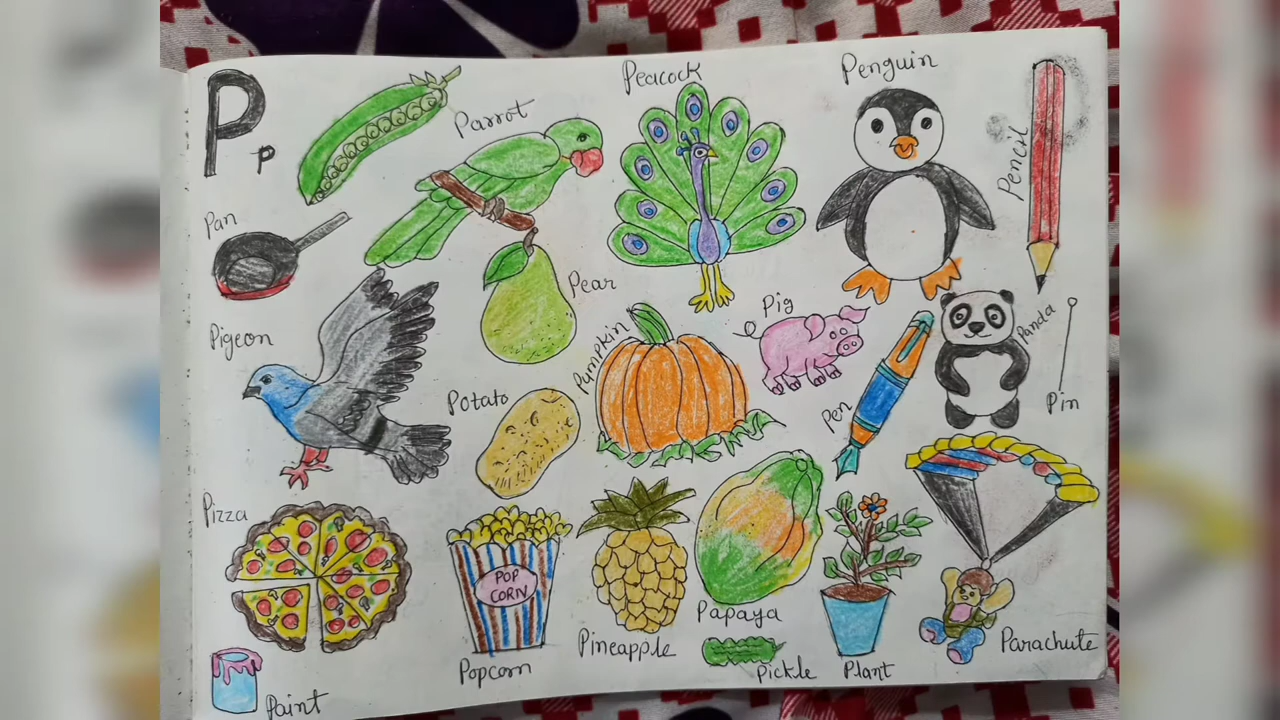 P p
Parrot
Peacock
Penguin
Pencil
Pan
Pear
Pigeon
Pumpkin
Pig
Panda
Pin
Potato
Pen
Pizza
POP
CORN
Papaya
Pineapple
Parachute
Popcorn
Pickle
Plant
Paint